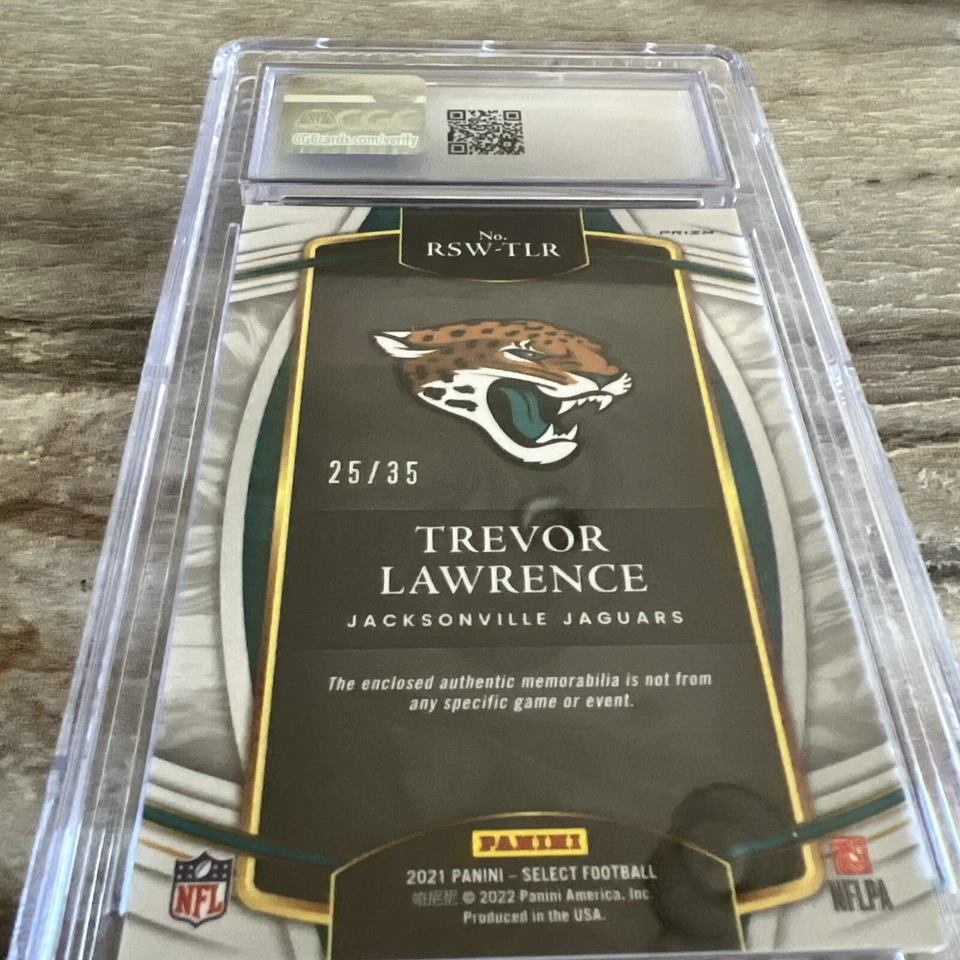 CGC
CGCcards.com/verify
No.
RSW-TLR
PRIZM
25/35
TREVOR
LAWRENCE
JACKSONVILLE JAGUARS
The enclosed authentic memorabilia is not from
any specific game or event.
PANINI
2021 PANINI – SELECT FOOTBALL
© 2022 Panini America, Inc.
Produced in the USA.
NFL
NFLPA